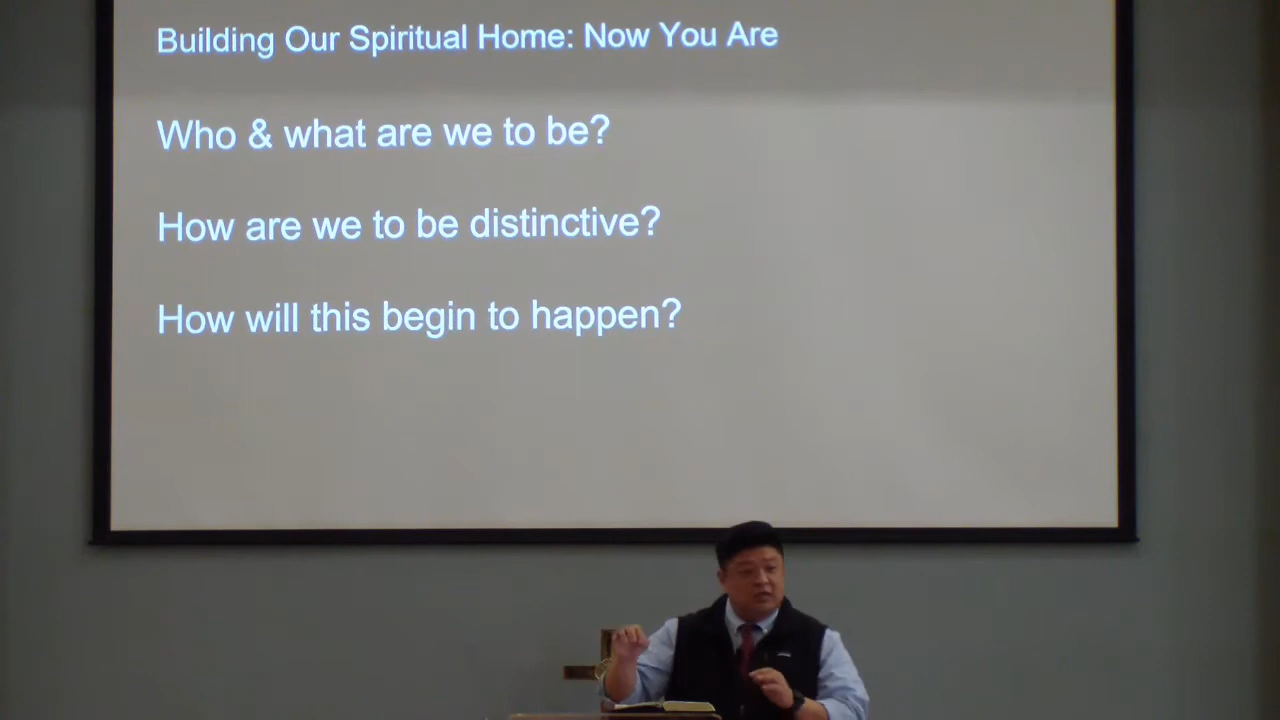 Building Our Spiritual Home: Now You Are
Who & what are we to be?
How are we to be distinctive?
How will this begin to happen?